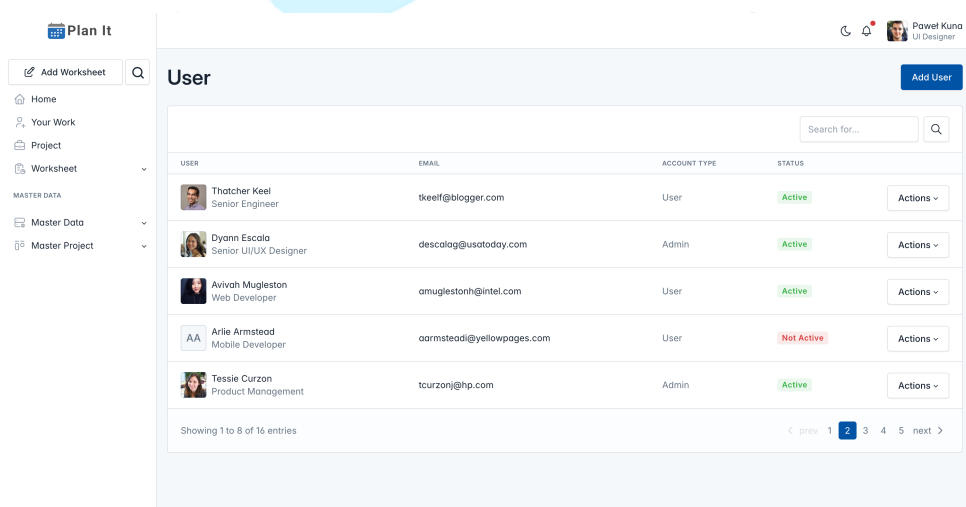 Plan It
Paweł Kuna
UI Designer
Add Worksheet
User
Add User
Home
Your Work
Project
Worksheet
MASTER DATA
Master Data
Master Project
Search for...
USER EMAIL ACCOUNT TYPE STATUS
Thatcher Keel
Senior Engineer
tkeelf@blogger.com User Active Actions
Dyann Escala
Senior UI/UX Designer
descalag@usatoday.com Admin Active Actions
Avivah Mugleston
Web Developer
amuglestonh@intel.com User Active Actions
AA
Arlie Armstead
Mobile Developer
aarmsteadi@yellowpages.com User Not Active Actions
Tessie Curzon
Product Management
tcurzonj@hp.com Admin Active Actions
Showing 1 to 8 of 16 entries
prev 1 2 3 4 5 next